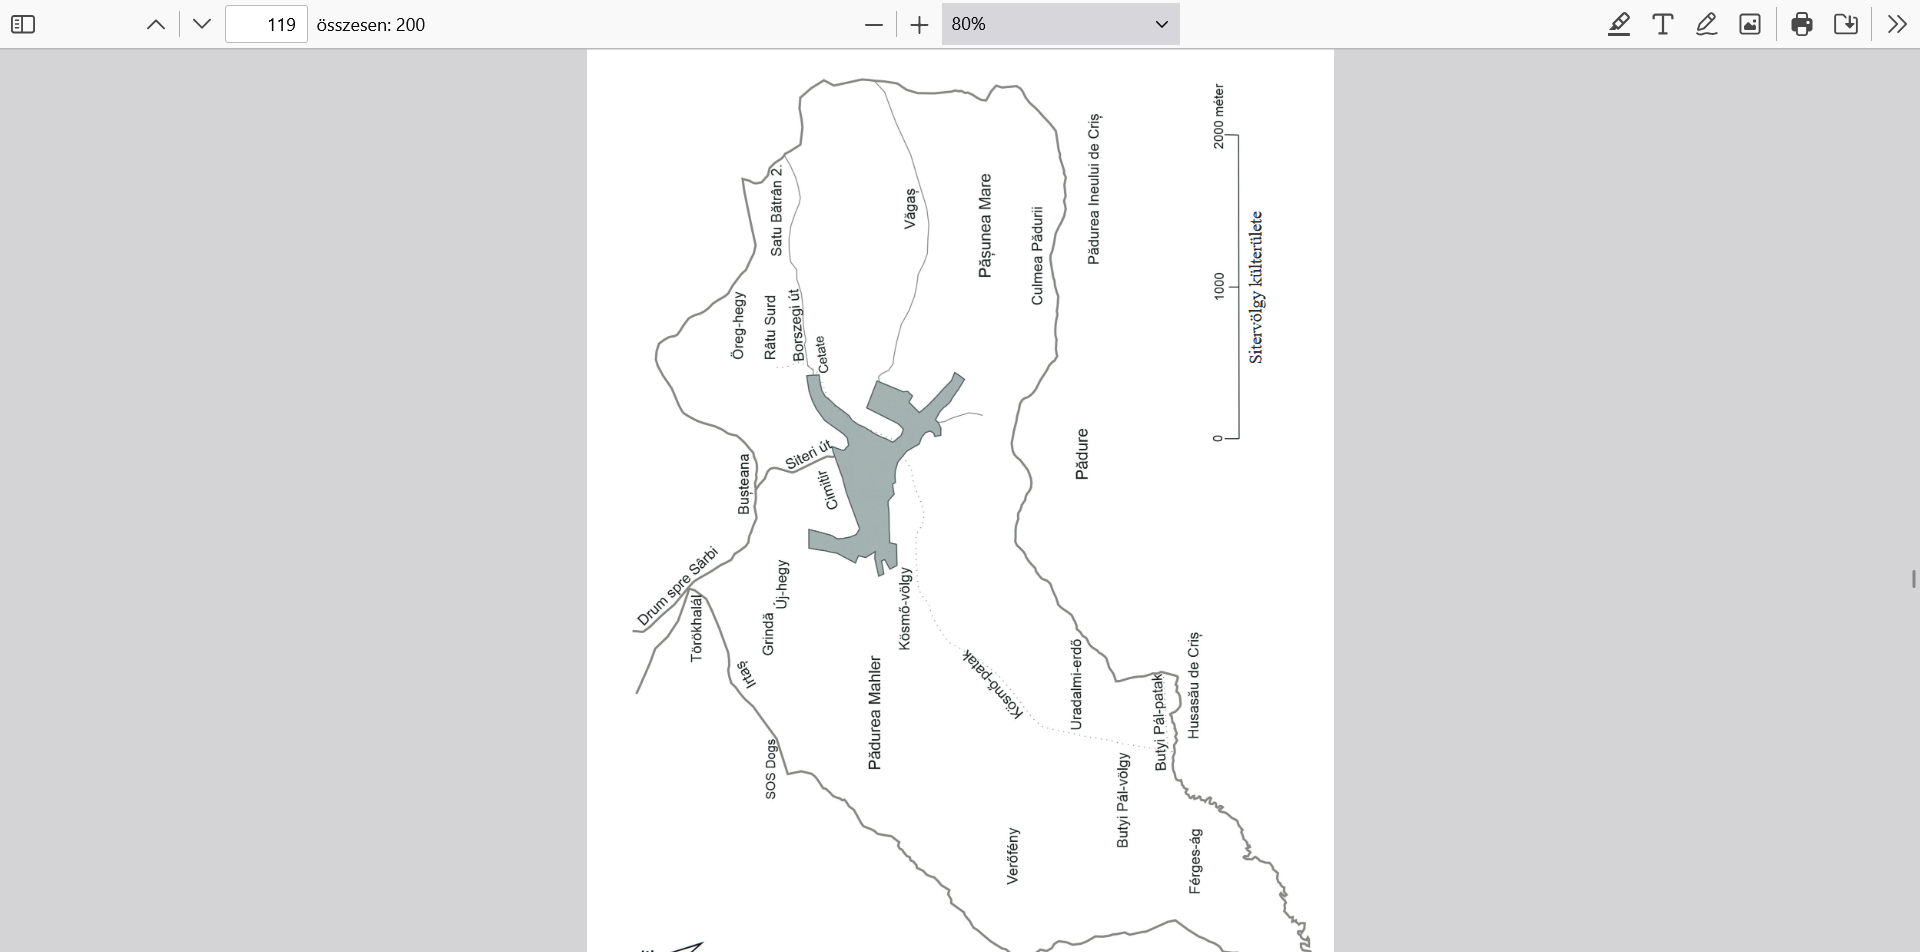 119
összesen: 200
80%
Satu Bătrân 2.
Văgaș
Pășunea Mare
Culmea Pădurii
Pădurea Ineului de Criș
2000 méter
1000
0
Sitervölgy külterülete
Öreg-hegy
Râtu Surd
Borszegi út
Cetate
Bușteana
Siteri út
Cimitir
Pădure
Drum spre Sârbi
Törökhalál
Új-hegy
Grindă
Irtaș
Kösmő-völgy
Pădurea Mahler
Kösmő-patak
Uradalmi-erdő
Butyi Pál-patak
Husasău de Criș
SOS Dogs
Butyi Pál-völgy
Verőfény
Férges-ág